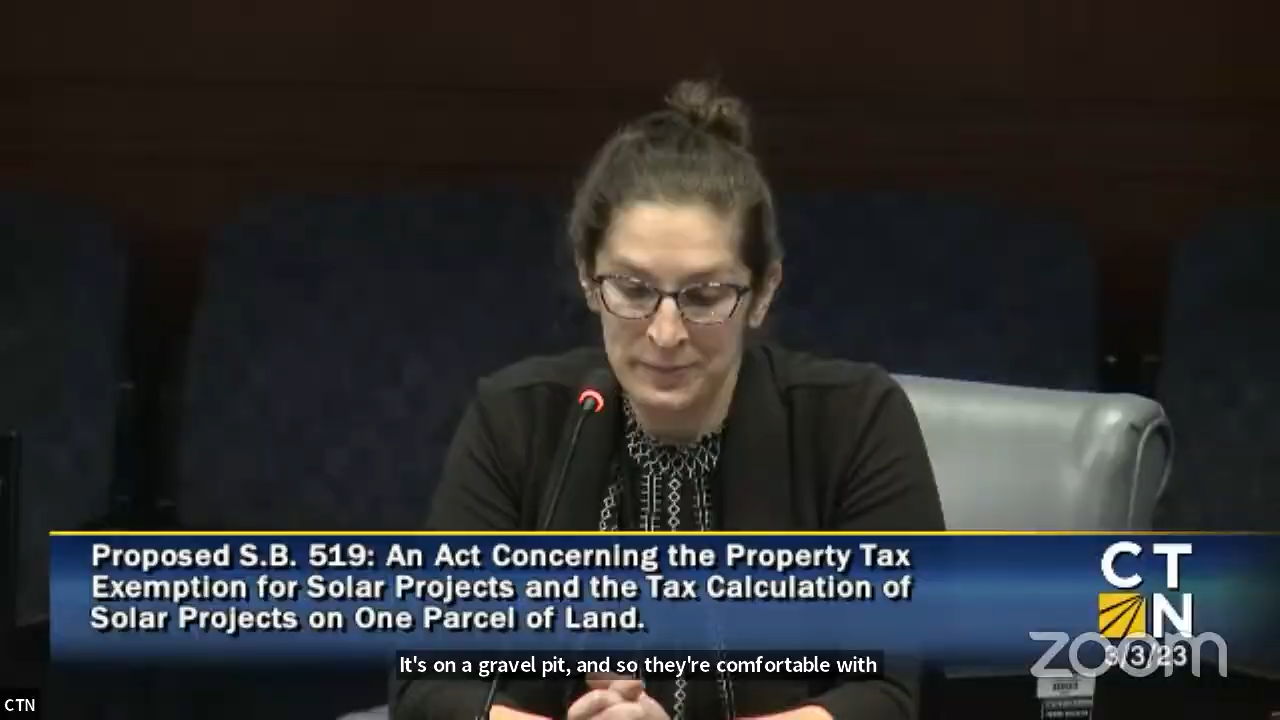 Proposed S.B. 519: An Act Concerning the Property Tax
Exemption for Solar Projects and the Tax Calculation of
Solar Projects on One Parcel of Land.
CT
N
zoom
3/3/23
It's on a gravel pit, and so they're comfortable with
CTN